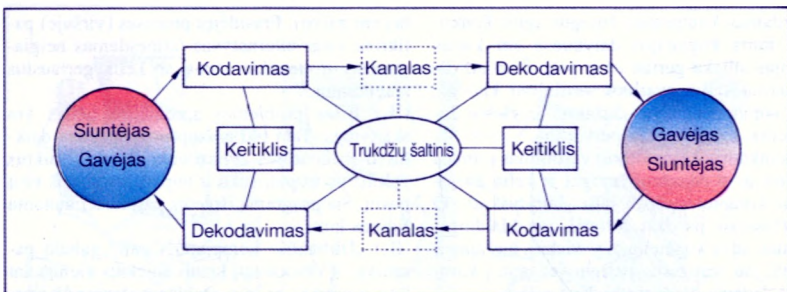 Kodavimas
Kanalas
Dekodavimas
Siuntėjas
Gavėjas
Keitiklis
Trukdžių šaltinis
Keitiklis
Gavėjas
Siuntėjas
Dekodavimas
Kanalas
Kodavimas